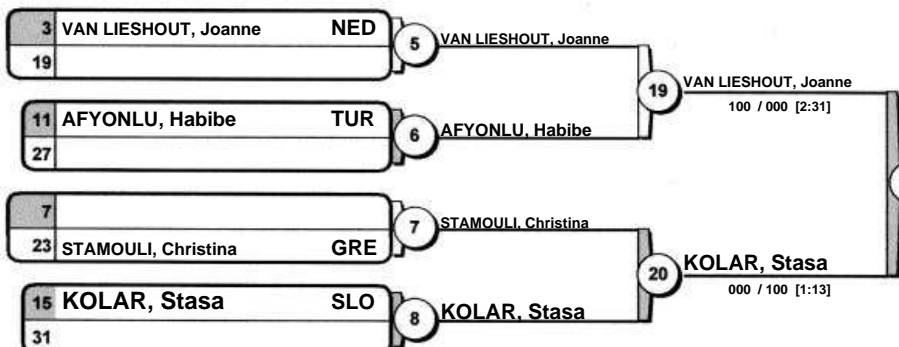 3 VAN LIESHOUT, Joanne NED
19
5 VAN LIESHOUT, Joanne
11 AFYONLU, Habibe TUR
27
6 AFYONLU, Habibe
19 VAN LIESHOUT, Joanne
100 / 000 [2:31]
7
23 STAMOULI, Christina GRE
7 STAMOULI, Christina
15 KOLAR, Stasa SLO
31
8 KOLAR, Stasa
20 KOLAR, Stasa
000 / 100 [1:13]